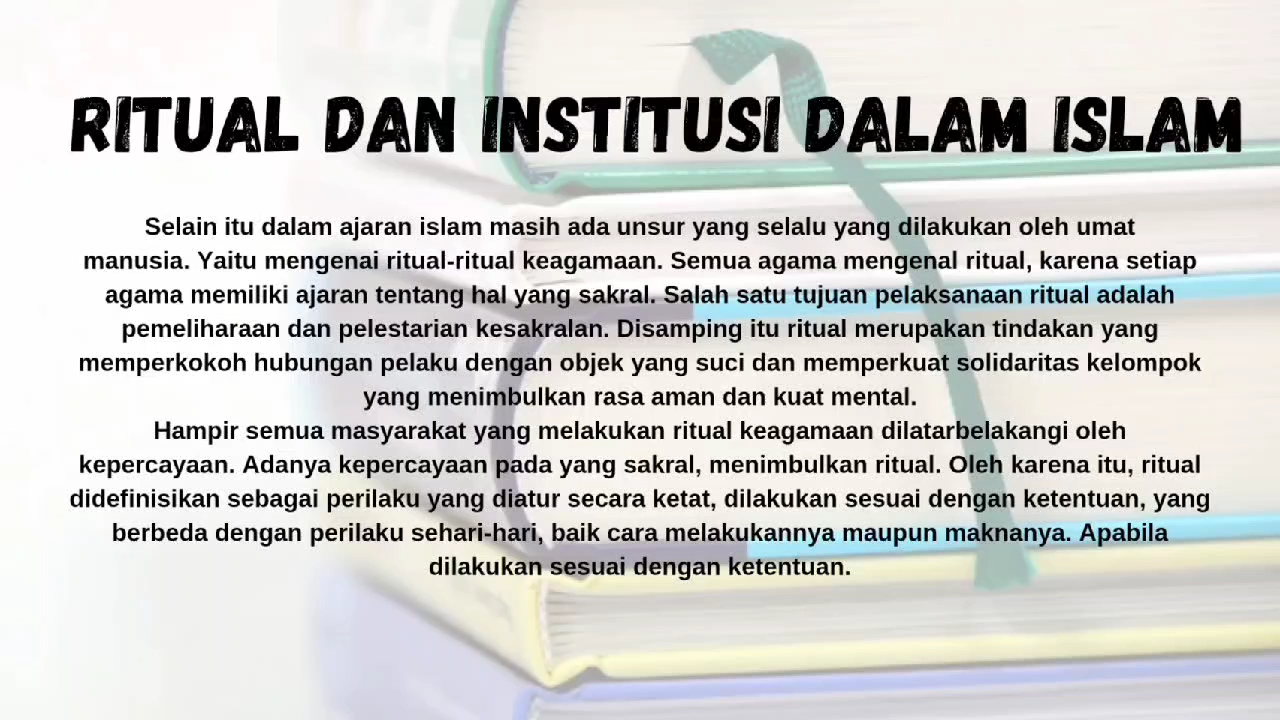 RITUAL DAN INSTITUSI DALAM ISLAM
Selain itu dalam ajaran islam masih ada unsur yang selalu yang dilakukan oleh umat
manusia. Yaitu mengenai ritual-ritual keagamaan. Semua agama mengenal ritual, karena setiap
agama memiliki ajaran tentang hal yang sakral. Salah satu tujuan pelaksanaan ritual adalah
pemeliharaan dan pelestarian kesakralan. Disamping itu ritual merupakan tindakan yang
memperkokoh hubungan pelaku dengan objek yang suci dan memperkuat solidaritas kelompok
yang menimbulkan rasa aman dan kuat mental.
Hampir semua masyarakat yang melakukan ritual keagamaan dilatarbelakangi oleh
kepercayaan. Adanya kepercayaan pada yang sakral, menimbulkan ritual. Oleh karena itu, ritual
didefinisikan sebagai perilaku yang diatur secara ketat, dilakukan sesuai dengan ketentuan, yang
berbeda dengan perilaku sehari-hari, baik cara melakukannya maupun maknanya. Apabila
dilakukan sesuai dengan ketentuan.